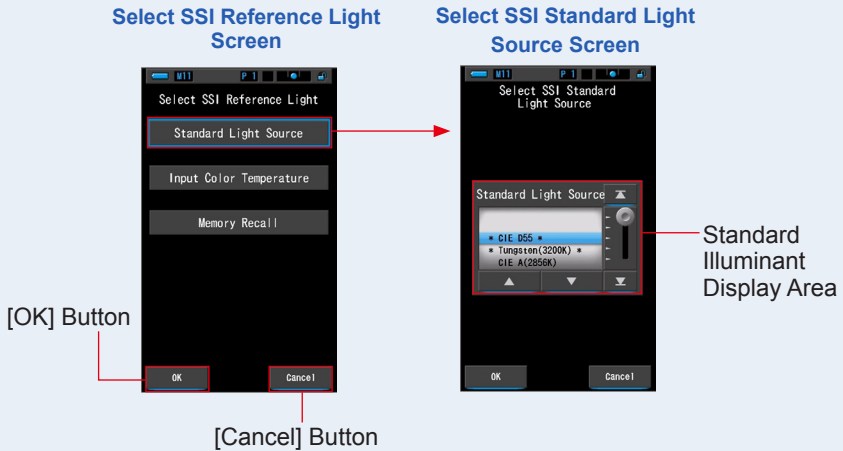 Select SSI Reference Light
Screen
M11 P 1
Select SSI Reference Light
Standard Light Source
Input Color Temperature
Memory Recall
OK
Cancel
[OK] Button
[Cancel] Button
Select SSI Standard Light
Source Screen
M11 P 1
Select SSI Standard
Light Source
Standard Light Source
* CIE D55 *
* Tungsten(3200K) *
CIE A(2856K)
OK
Cancel
Standard
Illuminant
Display Area